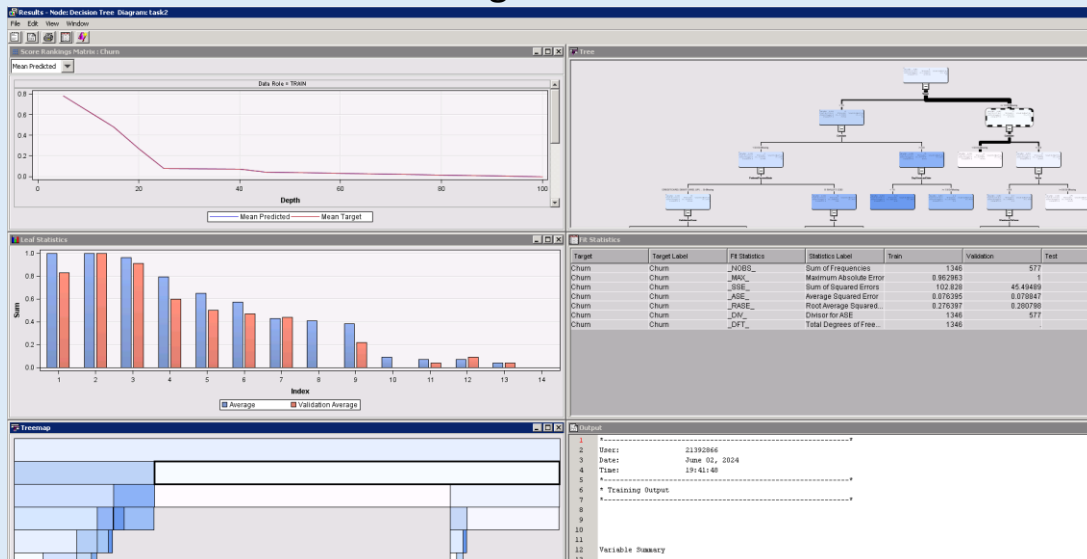 Results - Node: Decision Tree Diagram: task2
File Edit View Window
Score Rankings Matrix: Churn
Mean Predicted
Data Role = TRAIN
0.8
0.6
0.4
0.2
0.0
0 20 40 60 80 100
Depth
Mean Predicted Mean Target
Tree
Leaf Statistics
1.0
0.8
0.6
0.4
0.2
0.0
Sum
1 2 3 4 5 6 7 8 9 10 11 12 13 14
Index
Average Validation Average
Fit Statistics
Target Target Label Fit Statistics Statistics Label Train Validation Test
Churn Churn _NOBS_ Sum of Frequencies 1346 577
Churn Churn _MAX_ Maximum Absolute Error 0.962963 1
Churn Churn _SSE_ Sum of Squared Errors 102.828 45.49489
Churn Churn _ASE_ Average Squared Error 0.076395 0.078847
Churn Churn _RASE_ Root Average Squared... 0.276397 0.280798
Churn Churn _DIV_ Divisor for ASE 1346 577
Churn Churn _DFT_ Total Degrees of Free... 1346 .
Treemap
Output
1 *------------------------------------------------------------*
2 User: 21392866
3 Date: June 02, 2024
4 Time: 19:41:48
5 *------------------------------------------------------------*
6 * Training Output
7 *------------------------------------------------------------*
8
9
10
11
12 Variable Summary